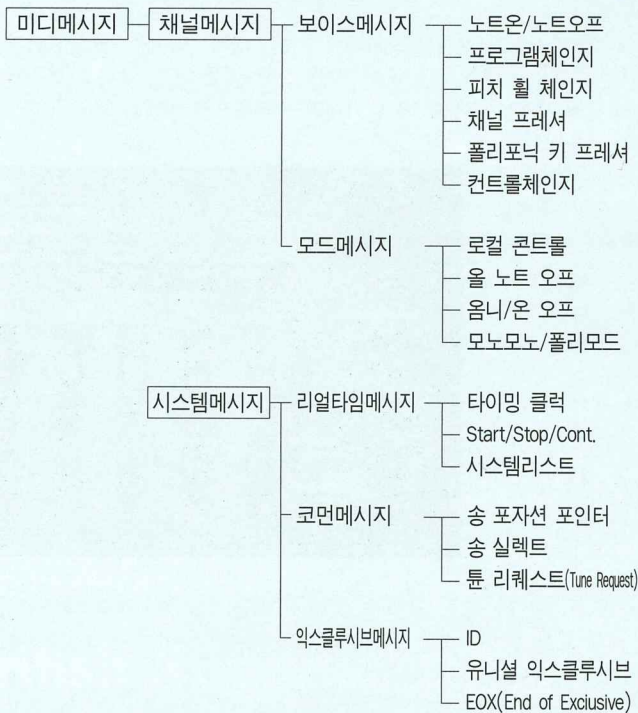 미디메시지 채널메시지 보이스메시지 노트온/노트오프
프로그램체인지
피치 휠 체인지
채널 프레셔
폴리포닉 키 프레셔
컨트롤체인지
모드메시지 로컬 콘트롤
올 노트 오프
옴니/온 오프
모노모노/폴리모드
시스템메시지 리얼타임메시지 타이밍 클럭
Start/Stop/Cont.
시스템리스트
코먼메시지 송 포자션 포인터
송 실렉트
튠 리퀘스트(Tune Request)
익스클루시브메시지 ID
유니셜 익스클루시브
EOX(End of Exciusive)